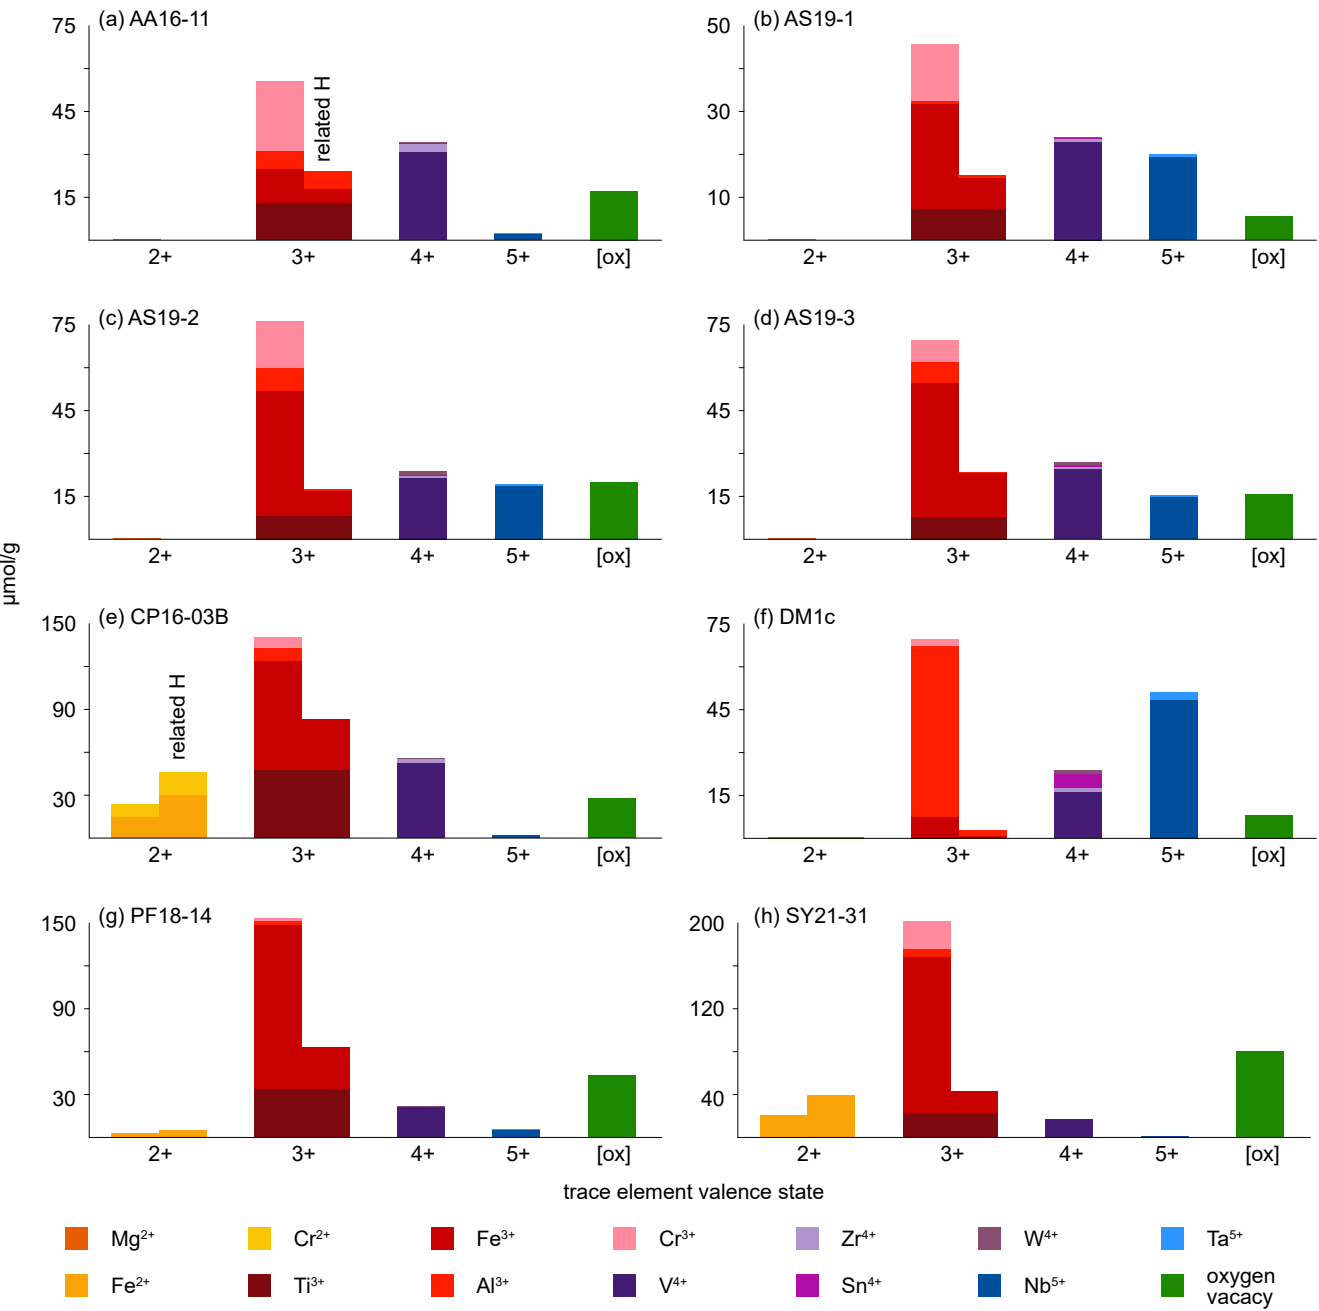 (a) AA16-11
75
45
15
related H
2+ 3+ 4+ 5+ [ox]
(b) AS19-1
50
30
10
2+ 3+ 4+ 5+ [ox]
(c) AS19-2
75
45
15
2+ 3+ 4+ 5+ [ox]
(d) AS19-3
75
45
15
2+ 3+ 4+ 5+ [ox]
µmol/g
(e) CP16-03B
150
90
30
related H
2+ 3+ 4+ 5+ [ox]
(f) DM1c
75
45
15
2+ 3+ 4+ 5+ [ox]
(g) PF18-14
150
90
30
2+ 3+ 4+ 5+ [ox]
(h) SY21-31
200
120
40
2+ 3+ 4+ 5+ [ox]
trace element valence state
Mg²⁺ Cr²⁺ Fe³⁺ Cr³⁺ Zr⁴⁺ W⁴⁺ Ta⁵⁺
Fe²⁺ Ti³⁺ Al³⁺ V⁴⁺ Sn⁴⁺ Nb⁵⁺ oxygen
vacancy